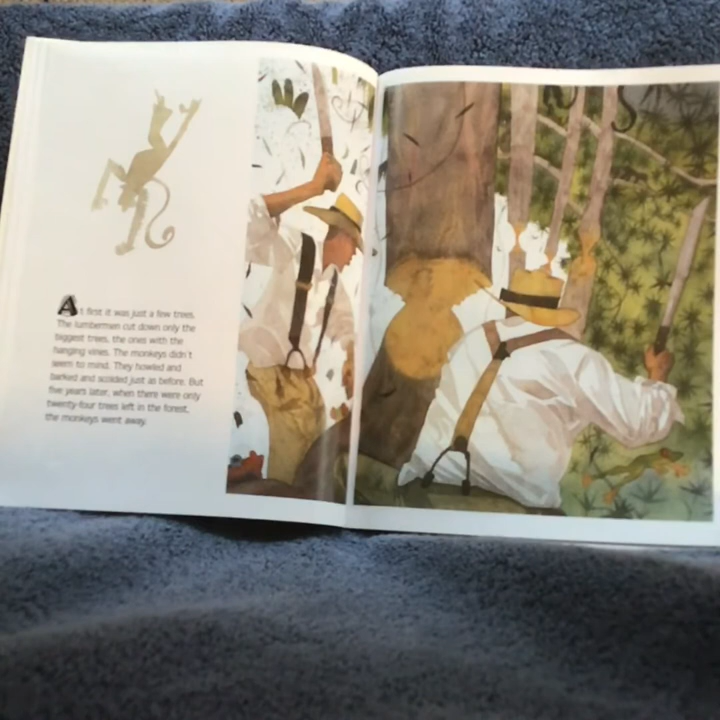 At first it was just a few trees.
The lumbermen cut down only the
biggest trees, the ones with the
hanging vines. The monkeys didn't
seem to mind. They howled and
barked and scolded just as before. But
five years later, when there were only
twenty-four trees left in the forest,
the monkeys went away.